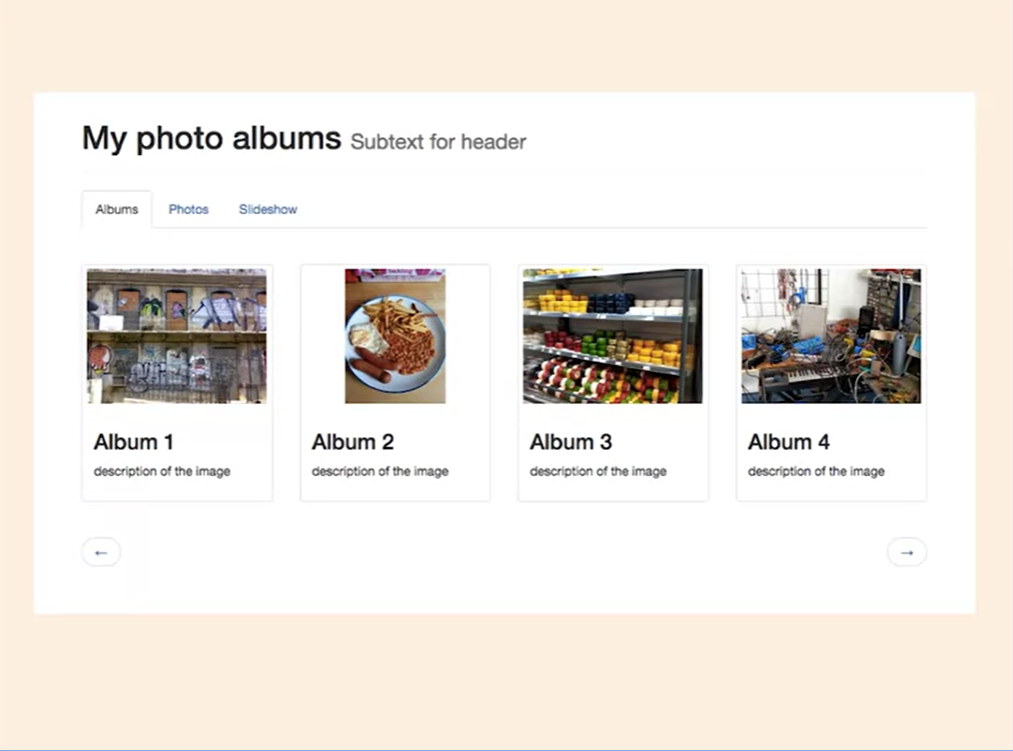 My photo albums Subtext for header
Albums Photos Slideshow
baking
Album 1
description of the image
Album 2
description of the image
Album 3
description of the image
Album 4
description of the image
← →